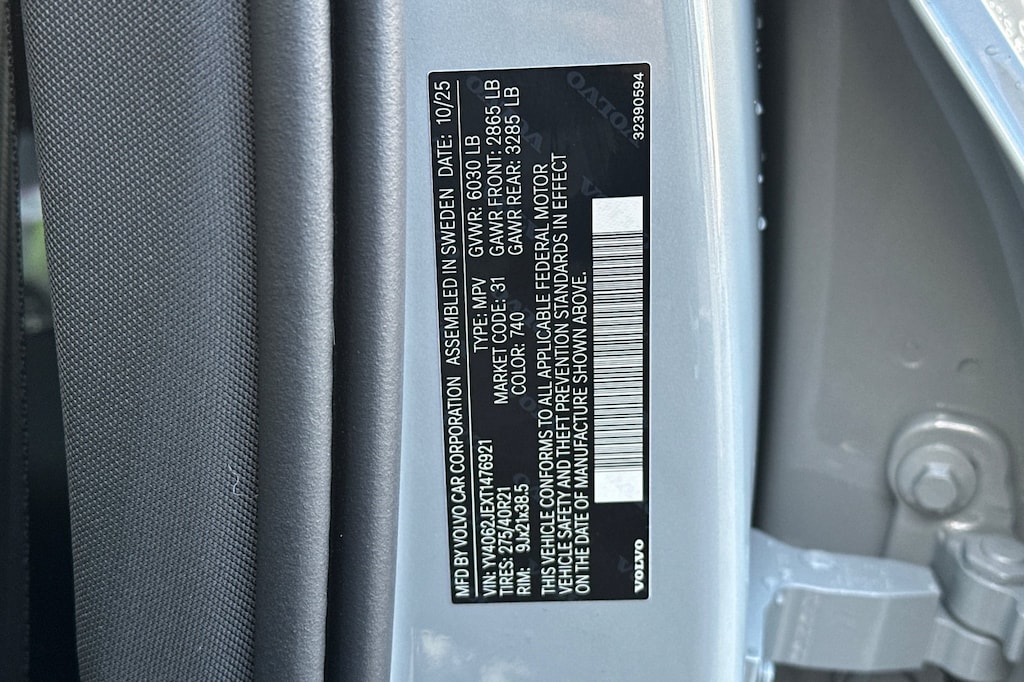 MFD BY VOLVO CAR CORPORATION ASSEMBLED IN SWEDEN DATE: 10/25
VIN: YV4062JEXT1476921 TYPE: MPV GVWR: 6030 LB
TIRES: 275/40R21 MARKET CODE: 31 GAWR FRONT: 2865 LB
RIM: 9Jx21x38.5 COLOR: 740 GAWR REAR: 3285 LB
THIS VEHICLE CONFORMS TO ALL APPLICABLE FEDERAL MOTOR
VEHICLE SAFETY AND THEFT PREVENTION STANDARDS IN EFFECT
ON THE DATE OF MANUFACTURE SHOWN ABOVE.
VOLVO 32390594